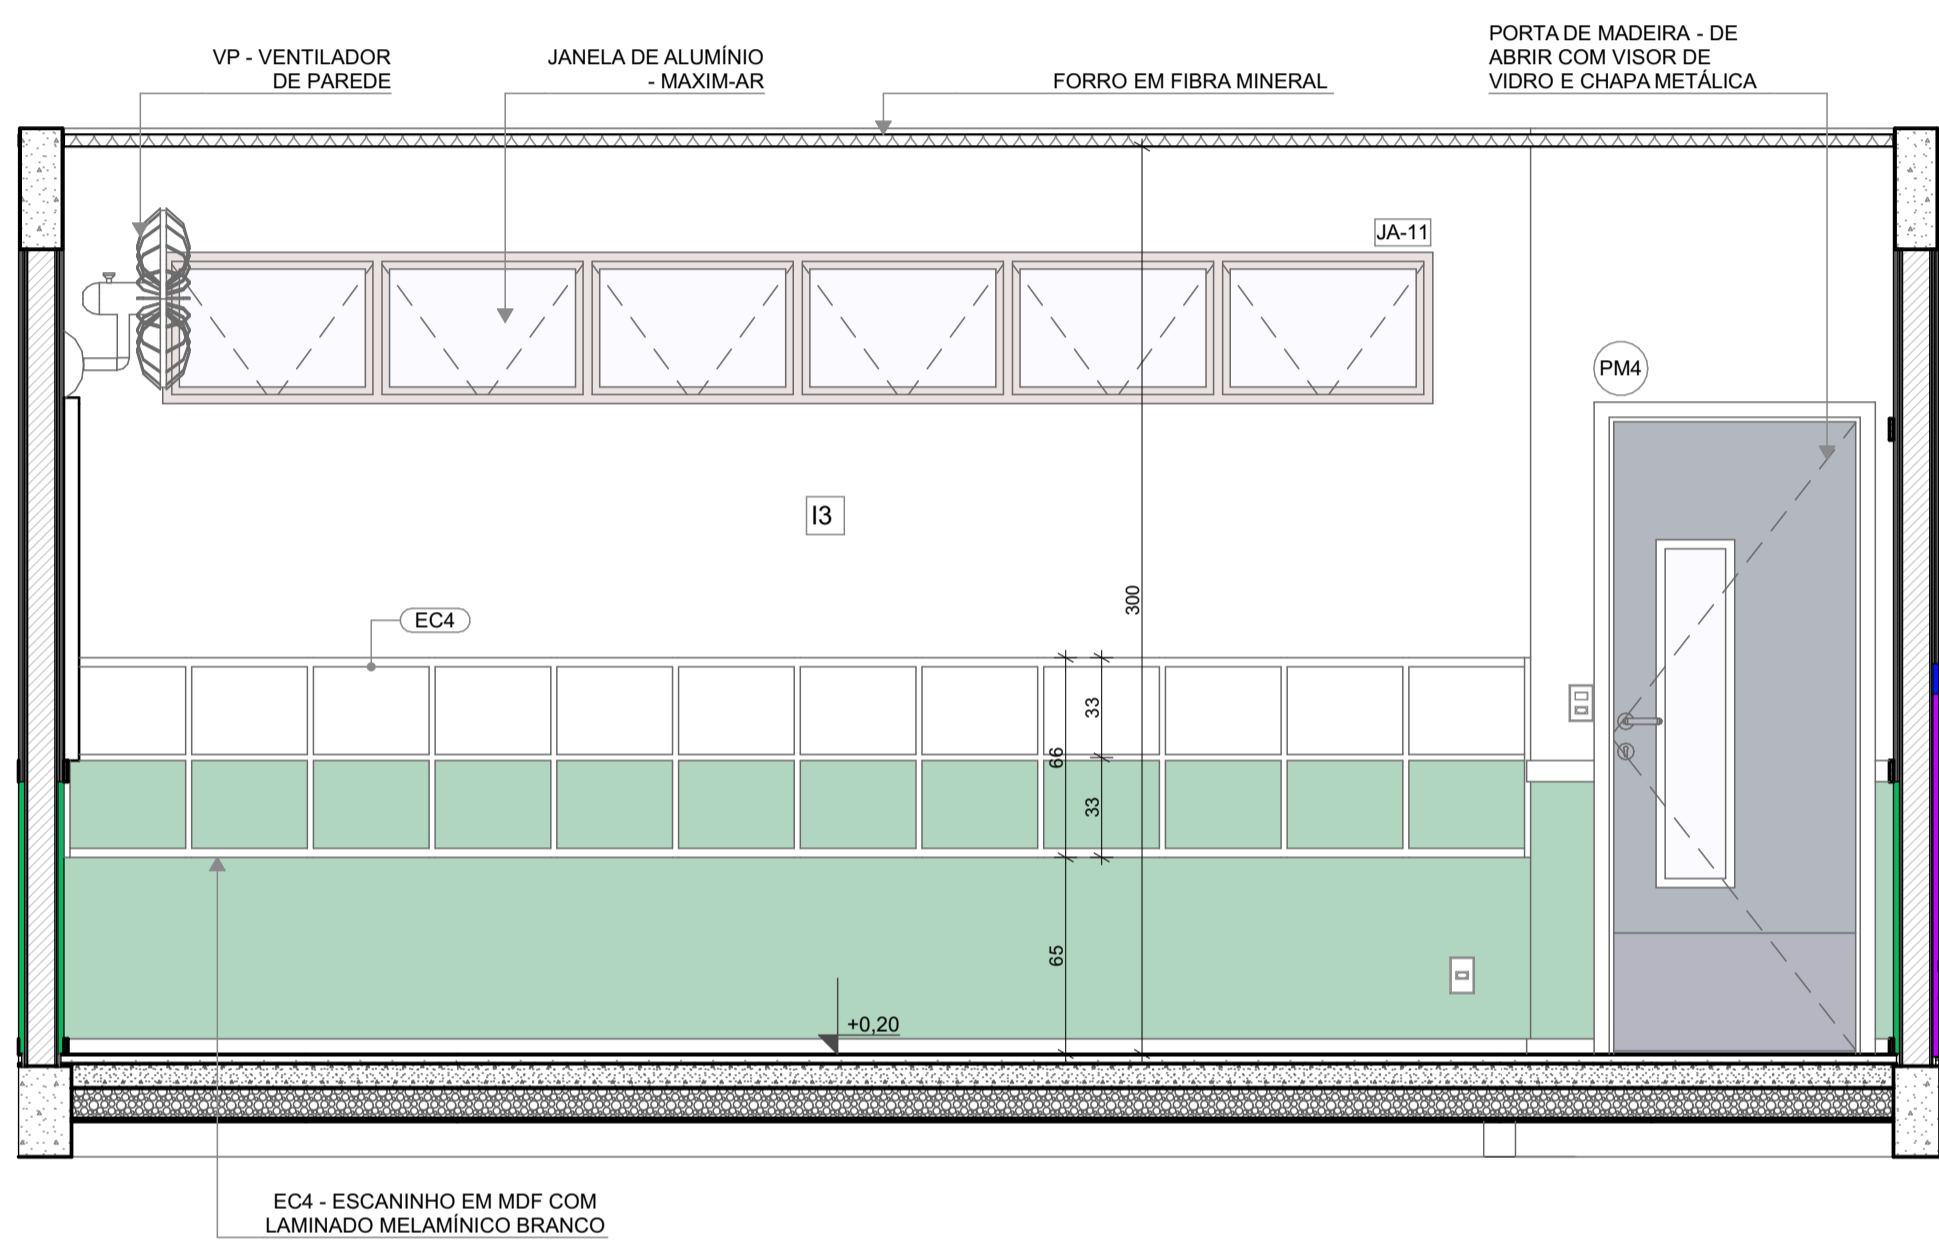 VP - VENTILADOR
DE PAREDE
JANELA DE ALUMÍNIO
- MAXIM-AR
FORRO EM FIBRA MINERAL
PORTA DE MADEIRA - DE
ABRIR COM VISOR DE
VIDRO E CHAPA METÁLICA
JA-11
PM4
I3
300
EC4
33
66
33
65
+0,20
EC4 - ESCANINHO EM MDF COM
LAMINADO MELAMÍNICO BRANCO